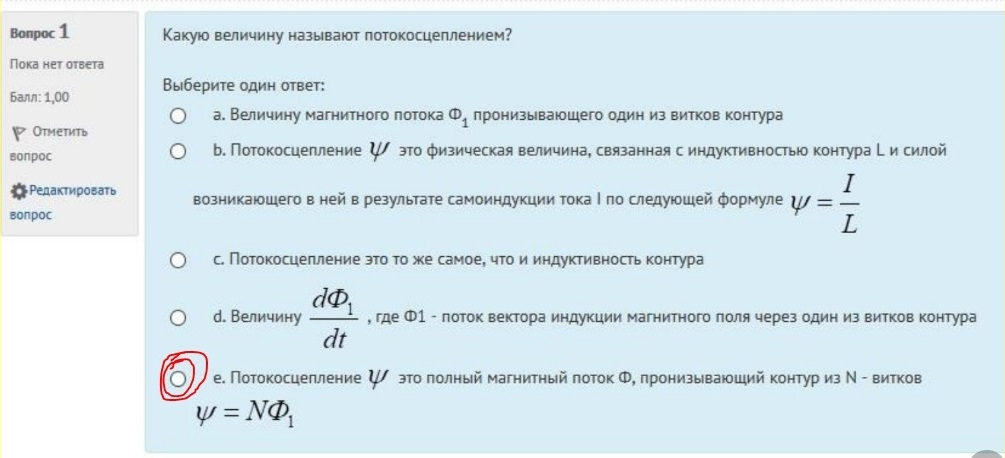 Вопрос 1
Пока нет ответа
Балл: 1,00
Отметить
вопрос
Редактировать
вопрос
Какую величину называют потокосцеплением?
Выберите один ответ:
a. Величину магнитного потока Ф₁ пронизывающего один из витков контура
b. Потокосцепление ψ это физическая величина, связанная с индуктивностью контура L и силой
возникающего в ней в результате самоиндукции тока I по следующей формуле ψ = I/L
c. Потокосцепление это то же самое, что и индуктивность контура
d. Величину dФ₁/dt , где Ф1 - поток вектора индукции магнитного поля через один из витков контура
e. Потокосцепление ψ это полный магнитный поток Ф, пронизывающий контур из N - витков
ψ = NФ₁